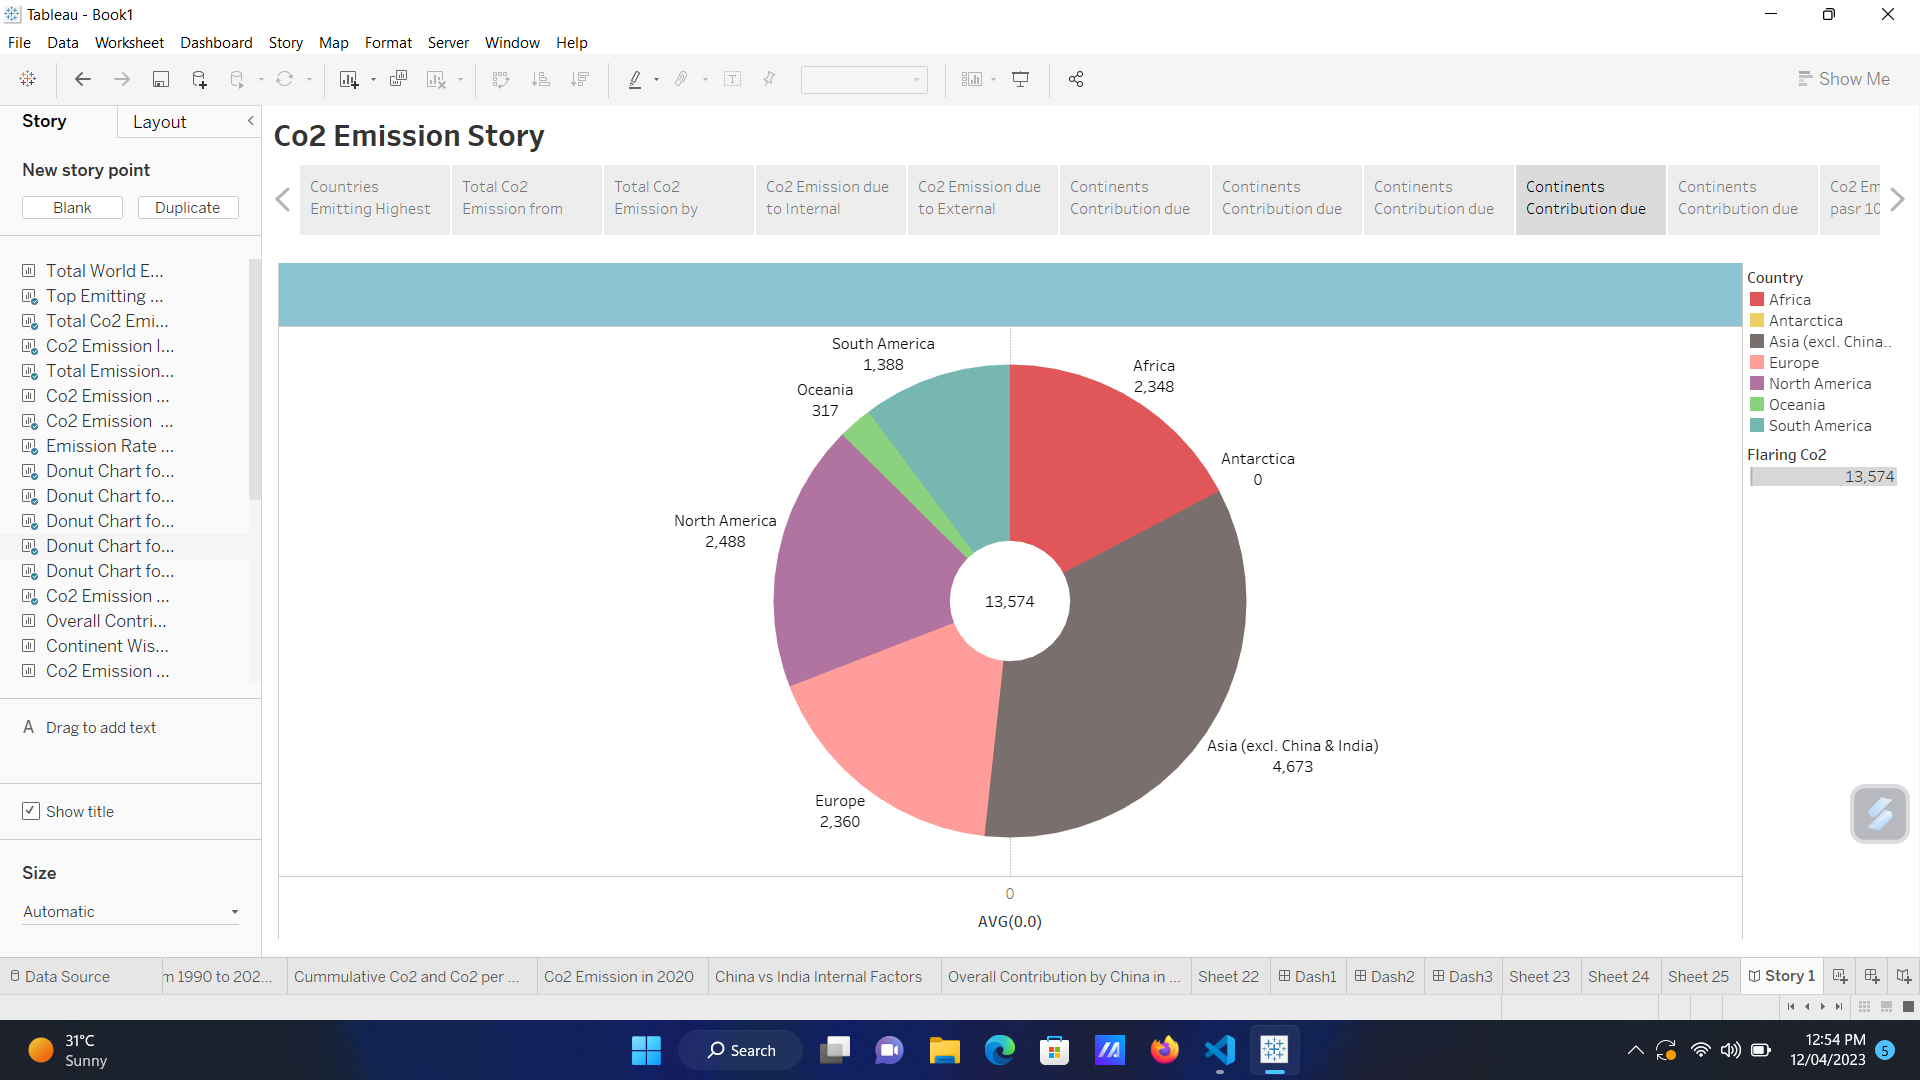 Tableau - Book1
File Data Worksheet Dashboard Story Map Format Server Window Help
Show Me
Story Layout
New story point
Blank Duplicate
Total World E...
Top Emitting ...
Total Co2 Emi...
Co2 Emission I...
Total Emission...
Co2 Emission ...
Co2 Emission ...
Emission Rate ...
Donut Chart fo...
Donut Chart fo...
Donut Chart fo...
Donut Chart fo...
Donut Chart fo...
Co2 Emission ...
Overall Contri...
Continent Wis...
Co2 Emission ...
A Drag to add text
Show title
Size
Automatic
Co2 Emission Story
Countries
Emitting Highest
Total Co2
Emission from
Total Co2
Emission by
Co2 Emission due
to Internal
Co2 Emission due
to External
Continents
Contribution due
Continents
Contribution due
Continents
Contribution due
Continents
Contribution due
Continents
Contribution due
Co2 Em
pasr 10
South America
1,388
Africa
2,348
Oceania
317
Antarctica
0
North America
2,488
13,574
Asia (excl. China & India)
4,673
Europe
2,360
0
AVG(0.0)
Country
Africa
Antarctica
Asia (excl. China..
Europe
North America
Oceania
South America
Flaring Co2
13,574
Data Source m 1990 to 202... Cummulative Co2 and Co2 per ... Co2 Emission in 2020 China vs India Internal Factors Overall Contribution by China in ... Sheet 22 Dash1 Dash2 Dash3 Sheet 23 Sheet 24 Sheet 25 Story 1
31°C
Sunny
Search
12:54 PM
12/04/2023
5